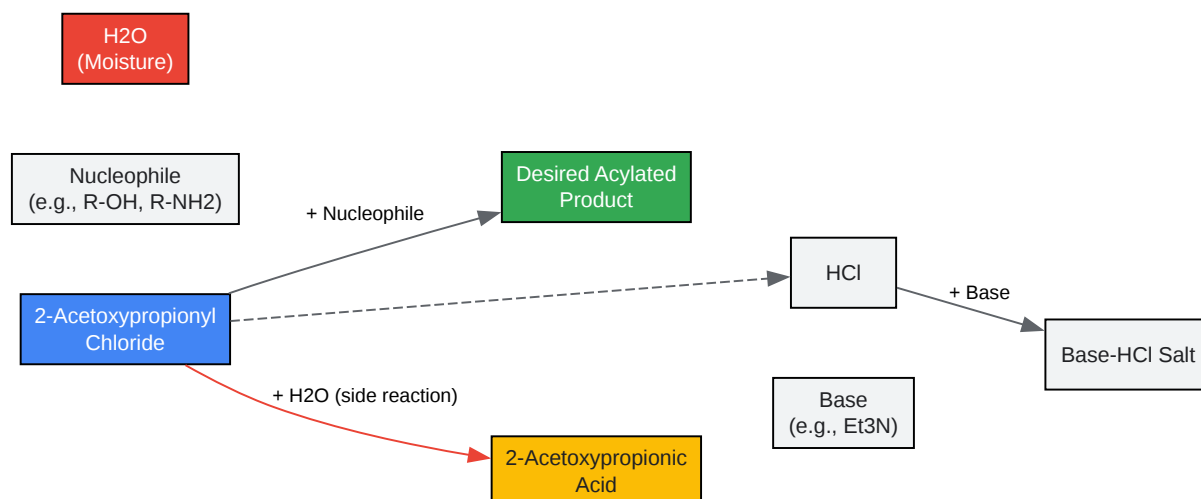 H2O
(Moisture)
Nucleophile
(e.g., R-OH, R-NH2)
Desired Acylated
Product
+ Nucleophile
HCl
+ Base
2-Acetoxypropionyl
Chloride
Base-HCl Salt
+ H2O (side reaction)
Base
(e.g., Et3N)
2-Acetoxypropionic
Acid